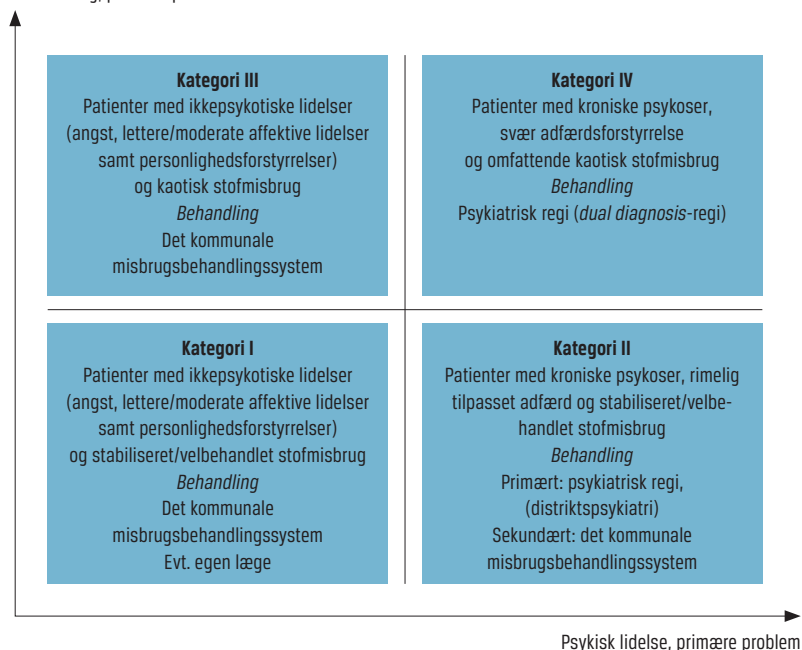 Kategori III
Patienter med ikkepsykotiske lidelser
(angst, lettere/moderate affektive lidelser
samt personlighedsforstyrrelser)
og kaotisk stofmisbrug
Behandling
Det kommunale
misbrugsbehandlingssystem
Kategori IV
Patienter med kroniske psykoser,
svær adfærdsforstyrrelse
og omfattende kaotisk stofmisbrug
Behandling
Psykiatrisk regi (dual diagnosis-regi)
Kategori I
Patienter med ikkepsykotiske lidelser
(angst, lettere/moderate affektive lidelser
samt personlighedsforstyrrelser)
og stabiliseret/velbehandlet stofmisbrug
Behandling
Det kommunale
misbrugsbehandlingssystem
Evt. egen læge
Kategori II
Patienter med kroniske psykoser, rimelig
tilpasset adfærd og stabiliseret/velbe-
handlet stofmisbrug
Behandling
Primært: psykiatrisk regi,
(distriktspsykiatri)
Sekundært: det kommunale
misbrugsbehandlingssystem
Psykisk lidelse, primære problem